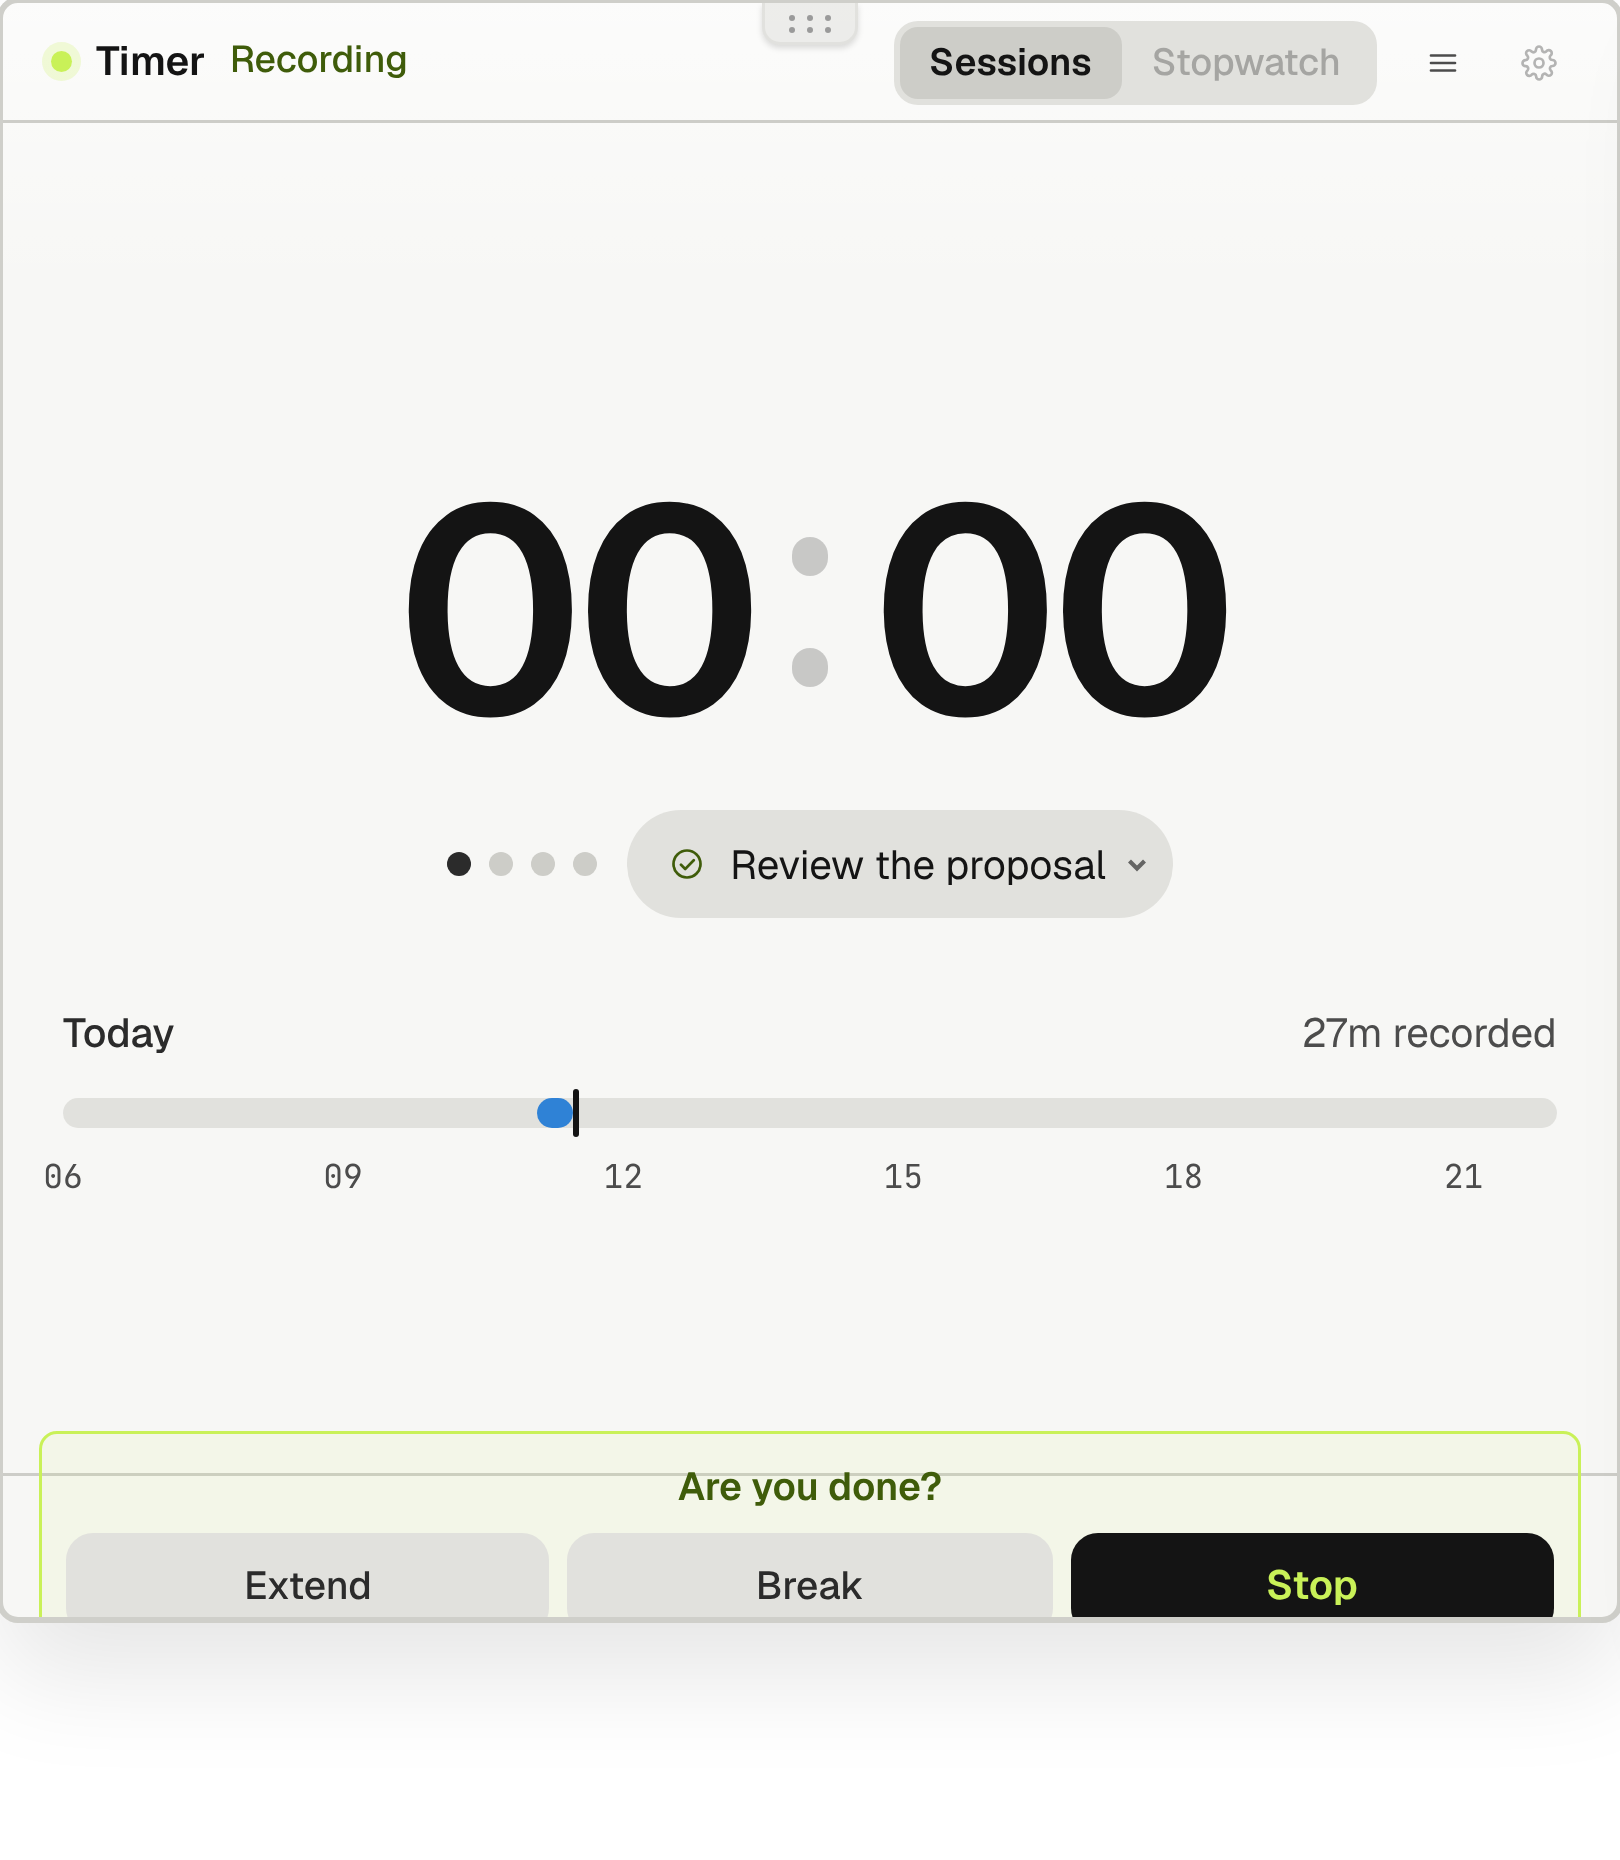 Timer Recording Sessions Stopwatch
00:00
Review the proposal
Today 27m recorded
06 09 12 15 18 21
Are you done?
Extend Break Stop